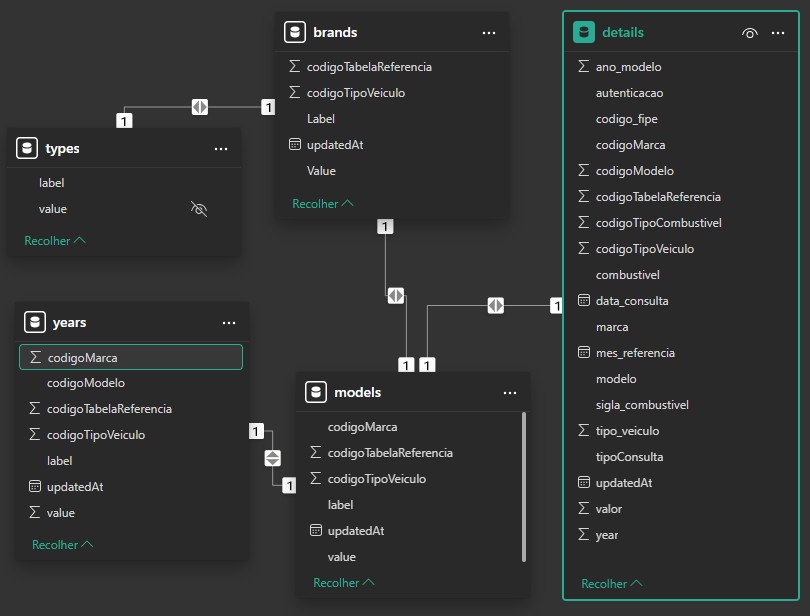 brands
codigoTabelaReferencia
codigoTipoVeiculo
Label
updatedAt
Value
Recolher
1
1
types
label
value
Recolher
details
ano_modelo
autenticacao
codigo_fipe
codigoMarca
codigoModelo
codigoTabelaReferencia
codigoTipoCombustivel
codigoTipoVeiculo
combustivel
data_consulta
marca
mes_referencia
modelo
sigla_combustivel
tipo_veiculo
tipoConsulta
updatedAt
valor
year
Recolher
1
1
1
1
years
codigoMarca
codigoModelo
codigoTabelaReferencia
codigoTipoVeiculo
label
updatedAt
value
Recolher
1
1
models
codigoMarca
codigoTabelaReferencia
codigoTipoVeiculo
label
updatedAt
value
Recolher